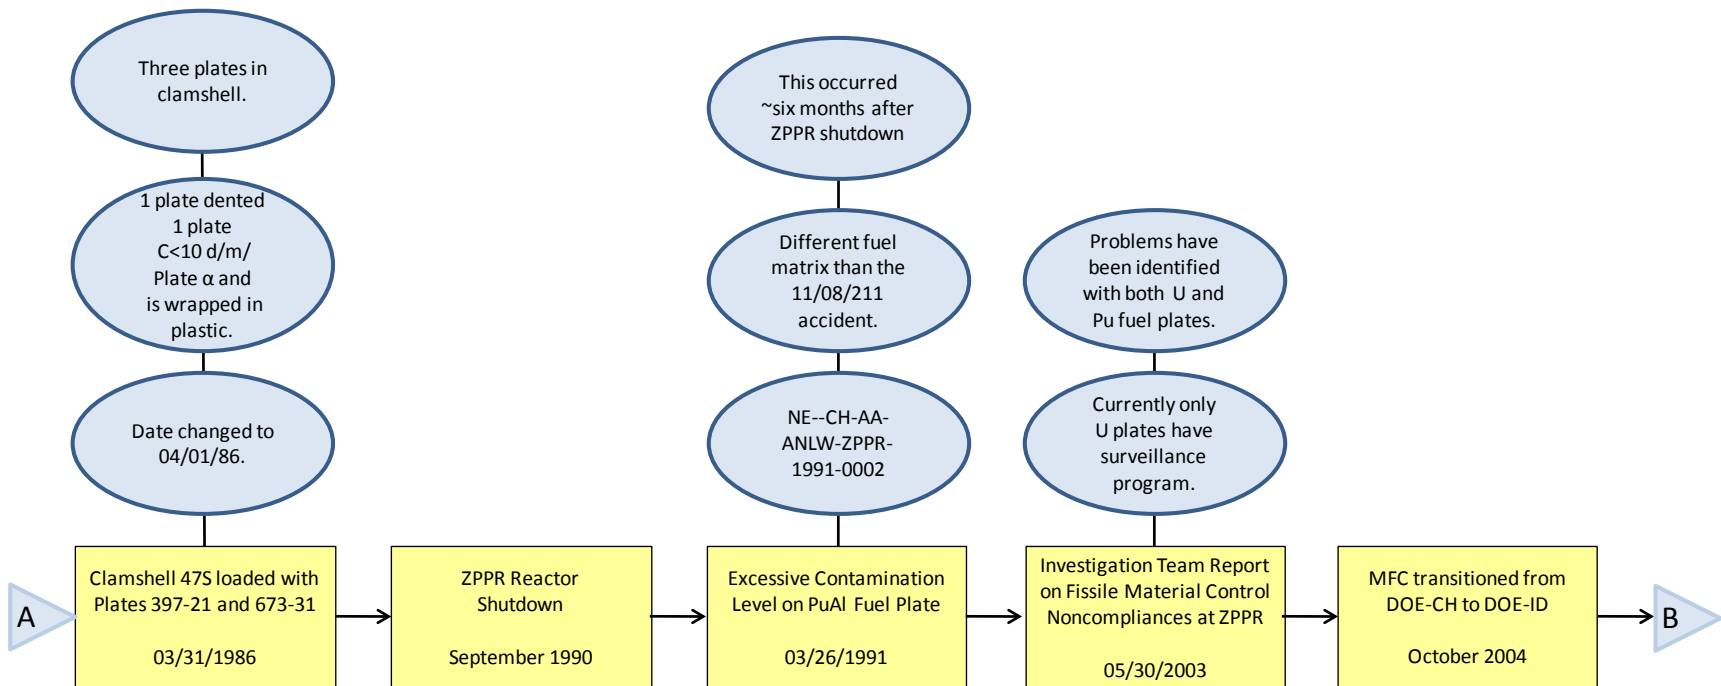 Three plates in
clamshell.
1 plate dented
1 plate
C<10 d/m/
Plate α and
is wrapped in
plastic.
Date changed to
04/01/86.
This occurred
~six months after
ZPPR shutdown
Different fuel
matrix than the
11/08/211
accident.
NE--CH-AA-
ANLW-ZPPR-
1991-0002
Problems have
been identified
with both U and
Pu fuel plates.
Currently only
U plates have
surveillance
program.
A
Clamshell 47S loaded with
Plates 397-21 and 673-31
03/31/1986
ZPPR Reactor
Shutdown
September 1990
Excessive Contamination
Level on PuAl Fuel Plate
03/26/1991
Investigation Team Report
on Fissile Material Control
Noncompliances at ZPPR
05/30/2003
MFC transitioned from
DOE-CH to DOE-ID
October 2004
B